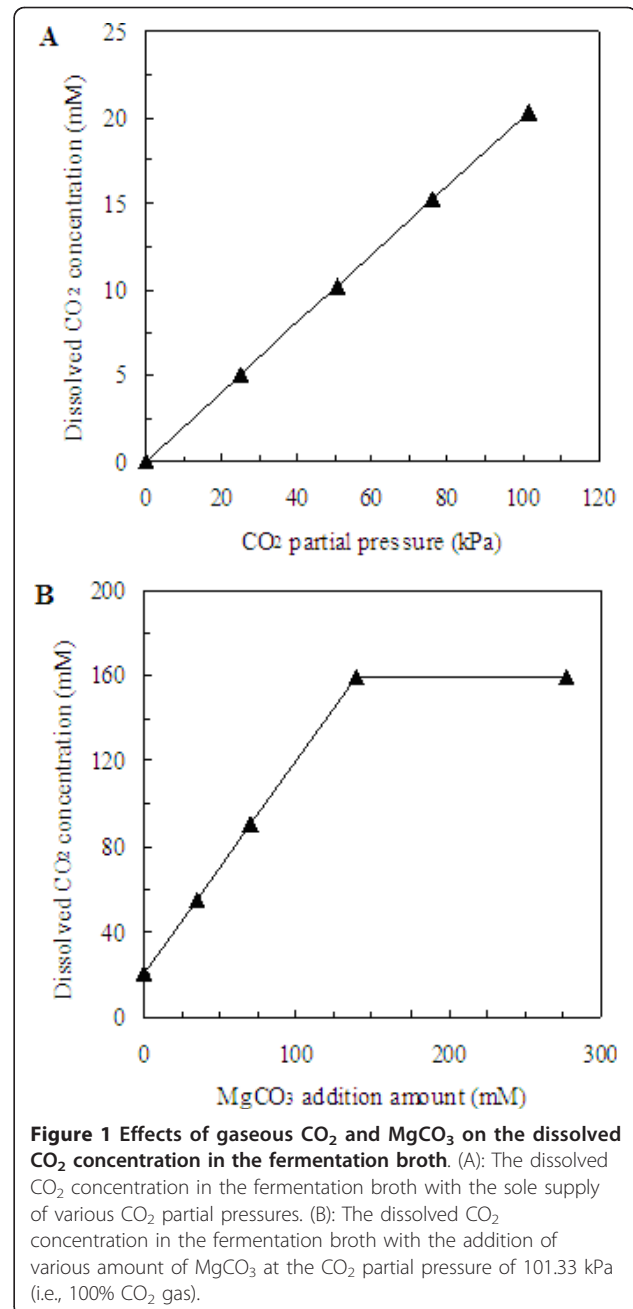 A
Dissolved CO2 concentration (mM)
25
20
15
10
5
0
0 20 40 60 80 100 120
CO2 partial pressure (kPa)
B
Dissolved CO2 concentration (mM)
200
160
120
80
40
0
0 100 200 300
MgCO3 addition amount (mM)
Figure 1 Effects of gaseous CO2 and MgCO3 on the dissolved
CO2 concentration in the fermentation broth. (A): The dissolved
CO2 concentration in the fermentation broth with the sole supply
of various CO2 partial pressures. (B): The dissolved CO2
concentration in the fermentation broth with the addition of
various amount of MgCO3 at the CO2 partial pressure of 101.33 kPa
(i.e., 100% CO2 gas).